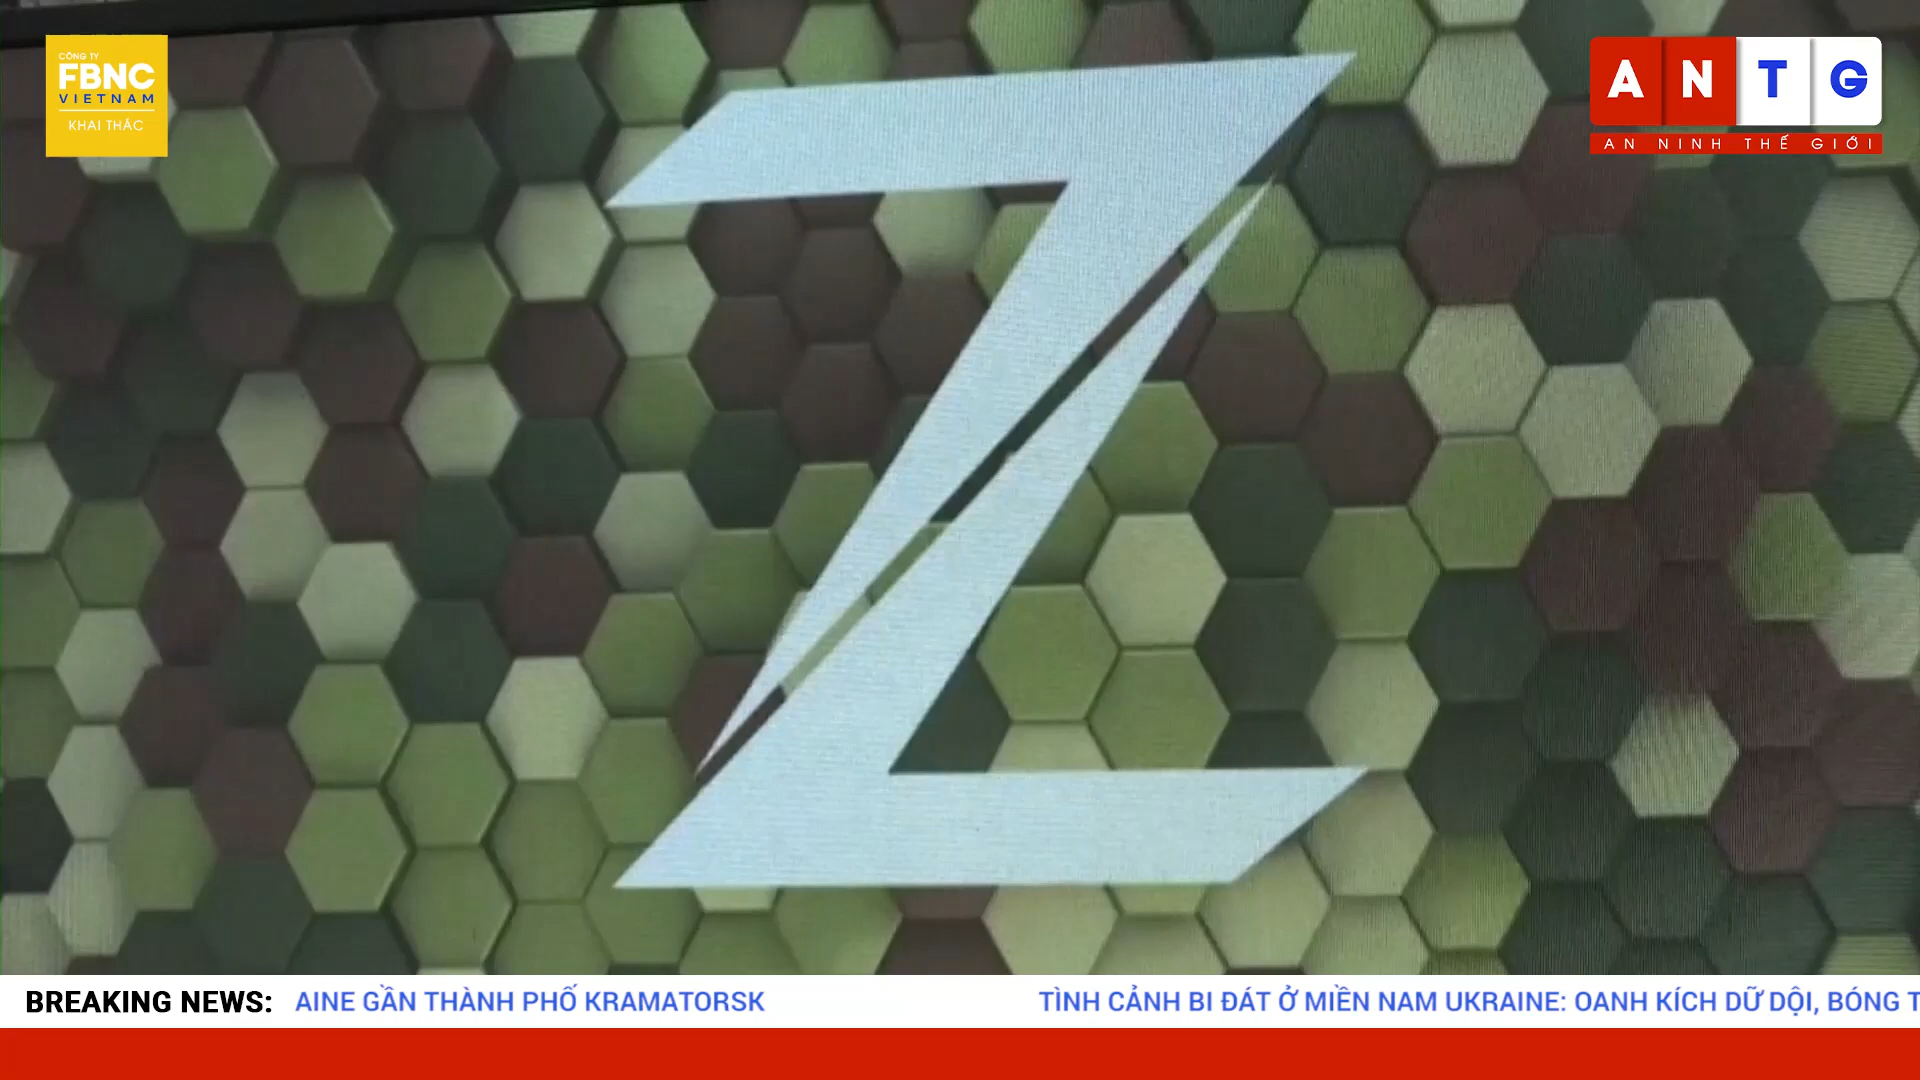 CÔNG TY
FBNC
VIETNAM
KHAI THÁC
ANTG
AN NINH THẾ GIỚI
Z
BREAKING NEWS: AINE GẦN THÀNH PHỐ KRAMATORSK TÌNH CẢNH BI ĐÁT Ở MIỀN NAM UKRAINE: OANH KÍCH DỮ DỘI, BÓNG T